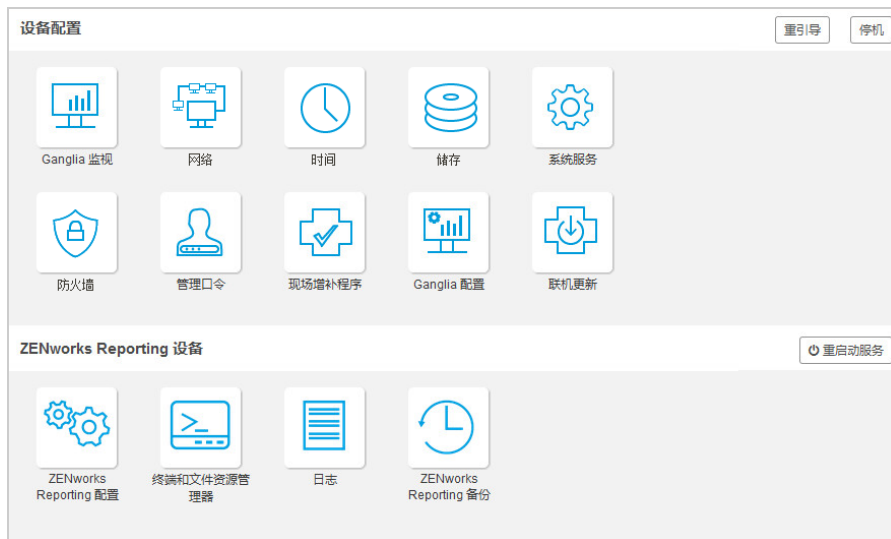 设备配置
重引导
停机
Ganglia 监视
网络
时间
储存
系统服务
防火墙
管理口令
现场增补程序
Ganglia 配置
联机更新
ZENworks Reporting 设备
重启动服务
ZENworks
Reporting 配置
终端和文件资源管
理器
日志
ZENworks
Reporting 备份